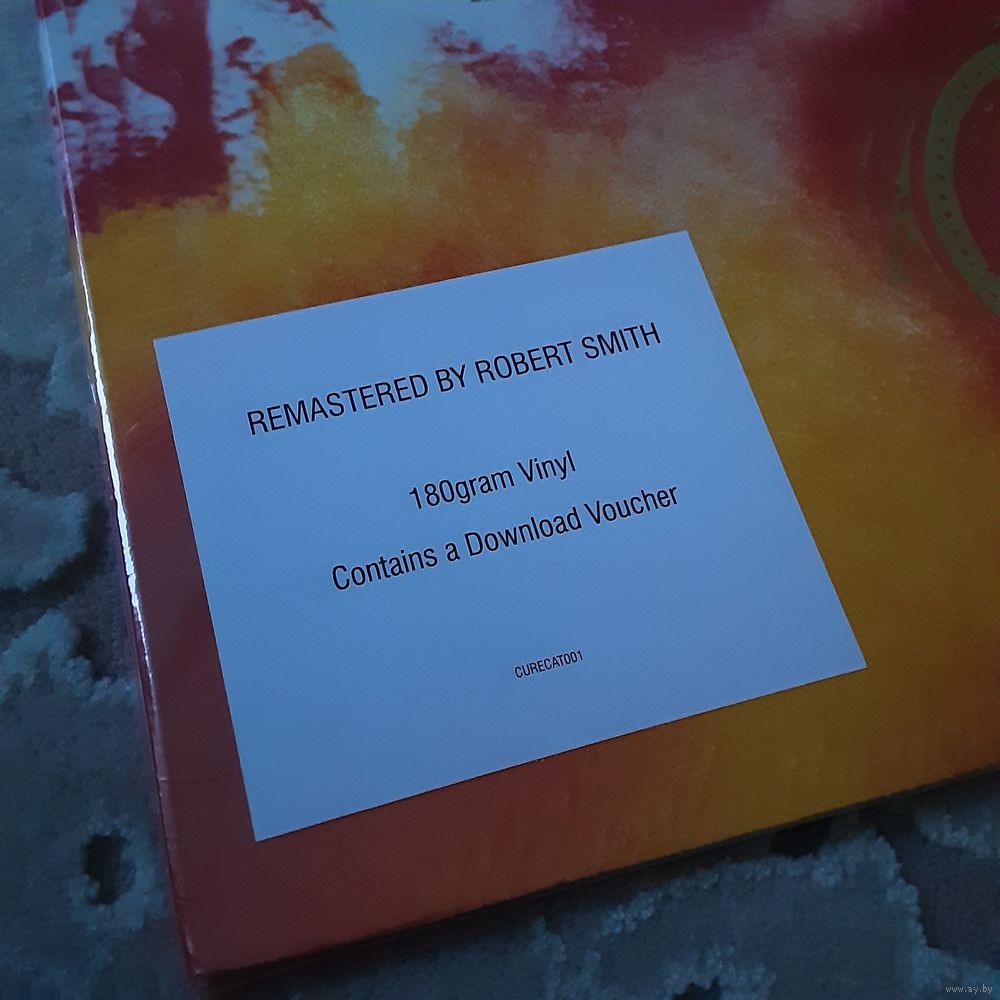 REMASTERED BY ROBERT SMITH
180gram Vinyl
Contains a Download Voucher
CURECAT001
www.ay.by